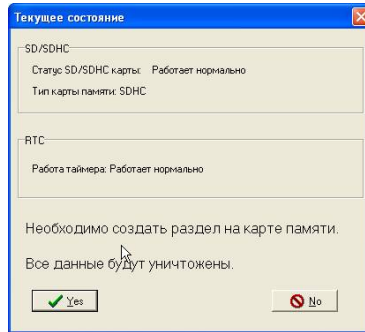 Текущее состояние
SD/SDHC
Статус SD/SDHC карты: Работает нормально
Тип карты памяти: SDHC
RTC
Работа таймера: Работает нормально
Необходимо создать раздел на карте памяти.
Все данные будут уничтожены.
Yes
No